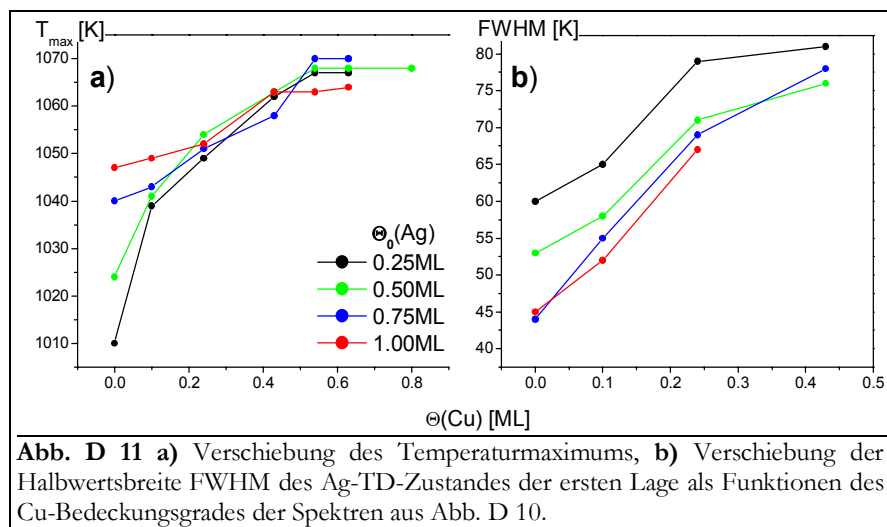 T_max [K]
FWHM [K]
1070
1060
1050
1040
1030
1020
1010
a)
Θ₀(Ag)
0.25ML
0.50ML
0.75ML
1.00ML
0.0
0.2
0.4
0.6
0.8
80
75
70
65
60
55
50
45
40
b)
0.0
0.1
0.2
0.3
0.4
0.5
Θ(Cu) [ML]
Abb. D 11 a) Verschiebung des Temperaturmaximums, b) Verschiebung der
Halbwertsbreite FWHM des Ag-TD-Zustandes der ersten Lage als Funktionen des
Cu-Bedeckungsgrades der Spektren aus Abb. D 10.